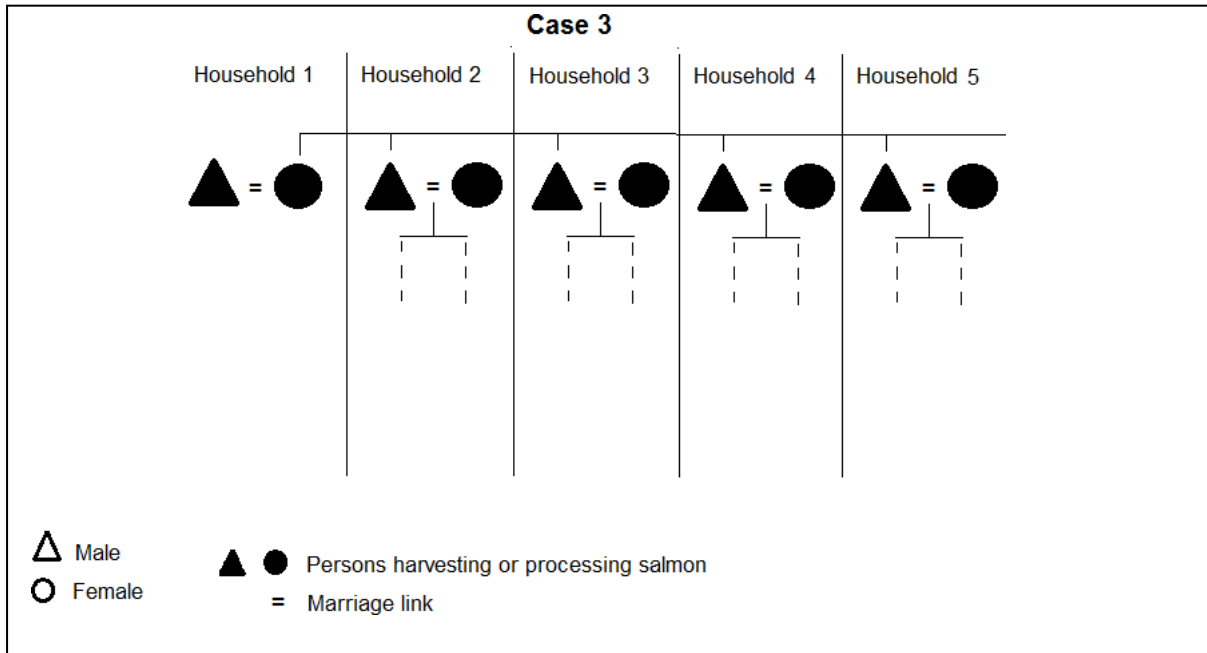 Case 3
Household 1 Household 2 Household 3 Household 4 Household 5
= = = = =
Male
Female
Persons harvesting or processing salmon
= Marriage link